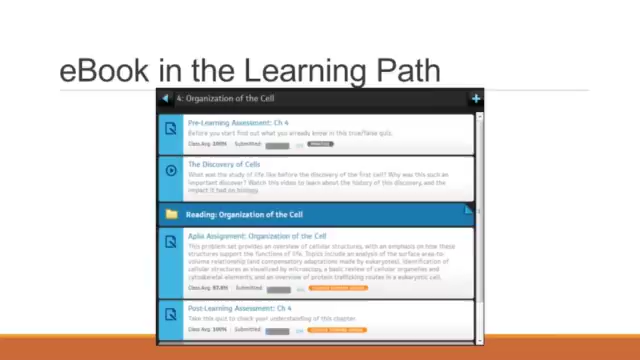 eBook in the Learning Path
4: Organization of the Cell
Pre-Learning Assessment: Ch 4
Before you start find out what you already know in this true/false quiz.
Class Avg. 100% Submitted:
The Discovery of Cells
What was the study of life like before the discovery of the first cell? Why was this such an
important discover? Watch this video to learn about the history of this discovery, and the
impact it had on biology.
Reading: Organization of the Cell
Aplia Assignment: Organization of the Cell
This problem set provides an overview of cellular structures, with an emphasis on how these
structures support the functions of life. Topics include an analysis of the surface area-to-
volume relationship (and compensatory adaptations made by eukaryotes), identification of
cellular structures as visualized by microscopy, a basic review of cellular organelles and
cytoskeletal elements, and an overview of protein trafficking routes in a eukaryotic cell.
Class Avg. Submitted:
Post-Learning Assessment: Ch 4
Take this quiz to check your understanding of this chapter.
Class Avg. 100% Submitted: